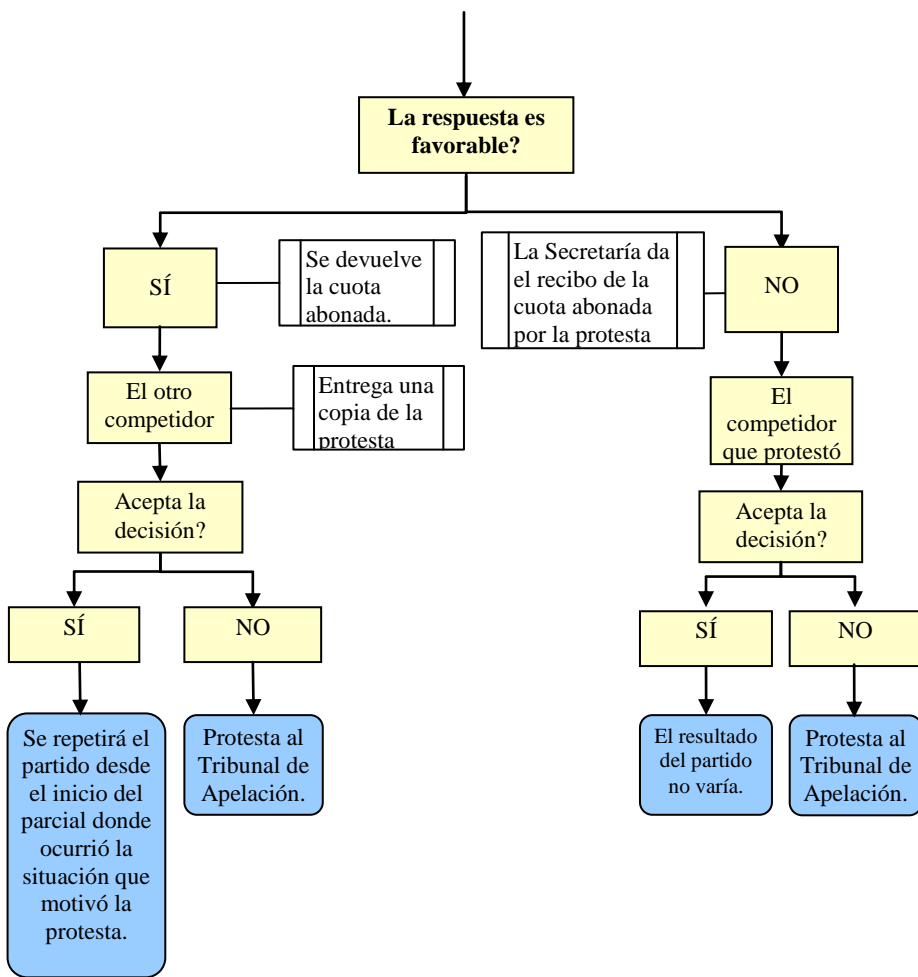 La respuesta es
favorable?
SÍ
Se devuelve
la cuota
abonada.
La Secretaría da
el recibo de la
cuota abonada
por la protesta
NO
El otro
competidor
Entrega una
copia de la
protesta
El
competidor
que protestó
Acepta la
decisión?
Acepta la
decisión?
SÍ
NO
SÍ
NO
Se repetirá el
partido desde
el inicio del
parcial donde
ocurrió la
situación que
motivó la
protesta.
Protesta al
Tribunal de
Apelación.
El resultado
del partido
no varía.
Protesta al
Tribunal de
Apelación.